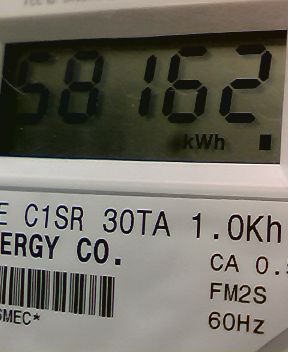 58162
kWh
E C1SR 30TA 1.0Kh
ERGY CO.
CA 0.
FM2S
SMEC*
60Hz